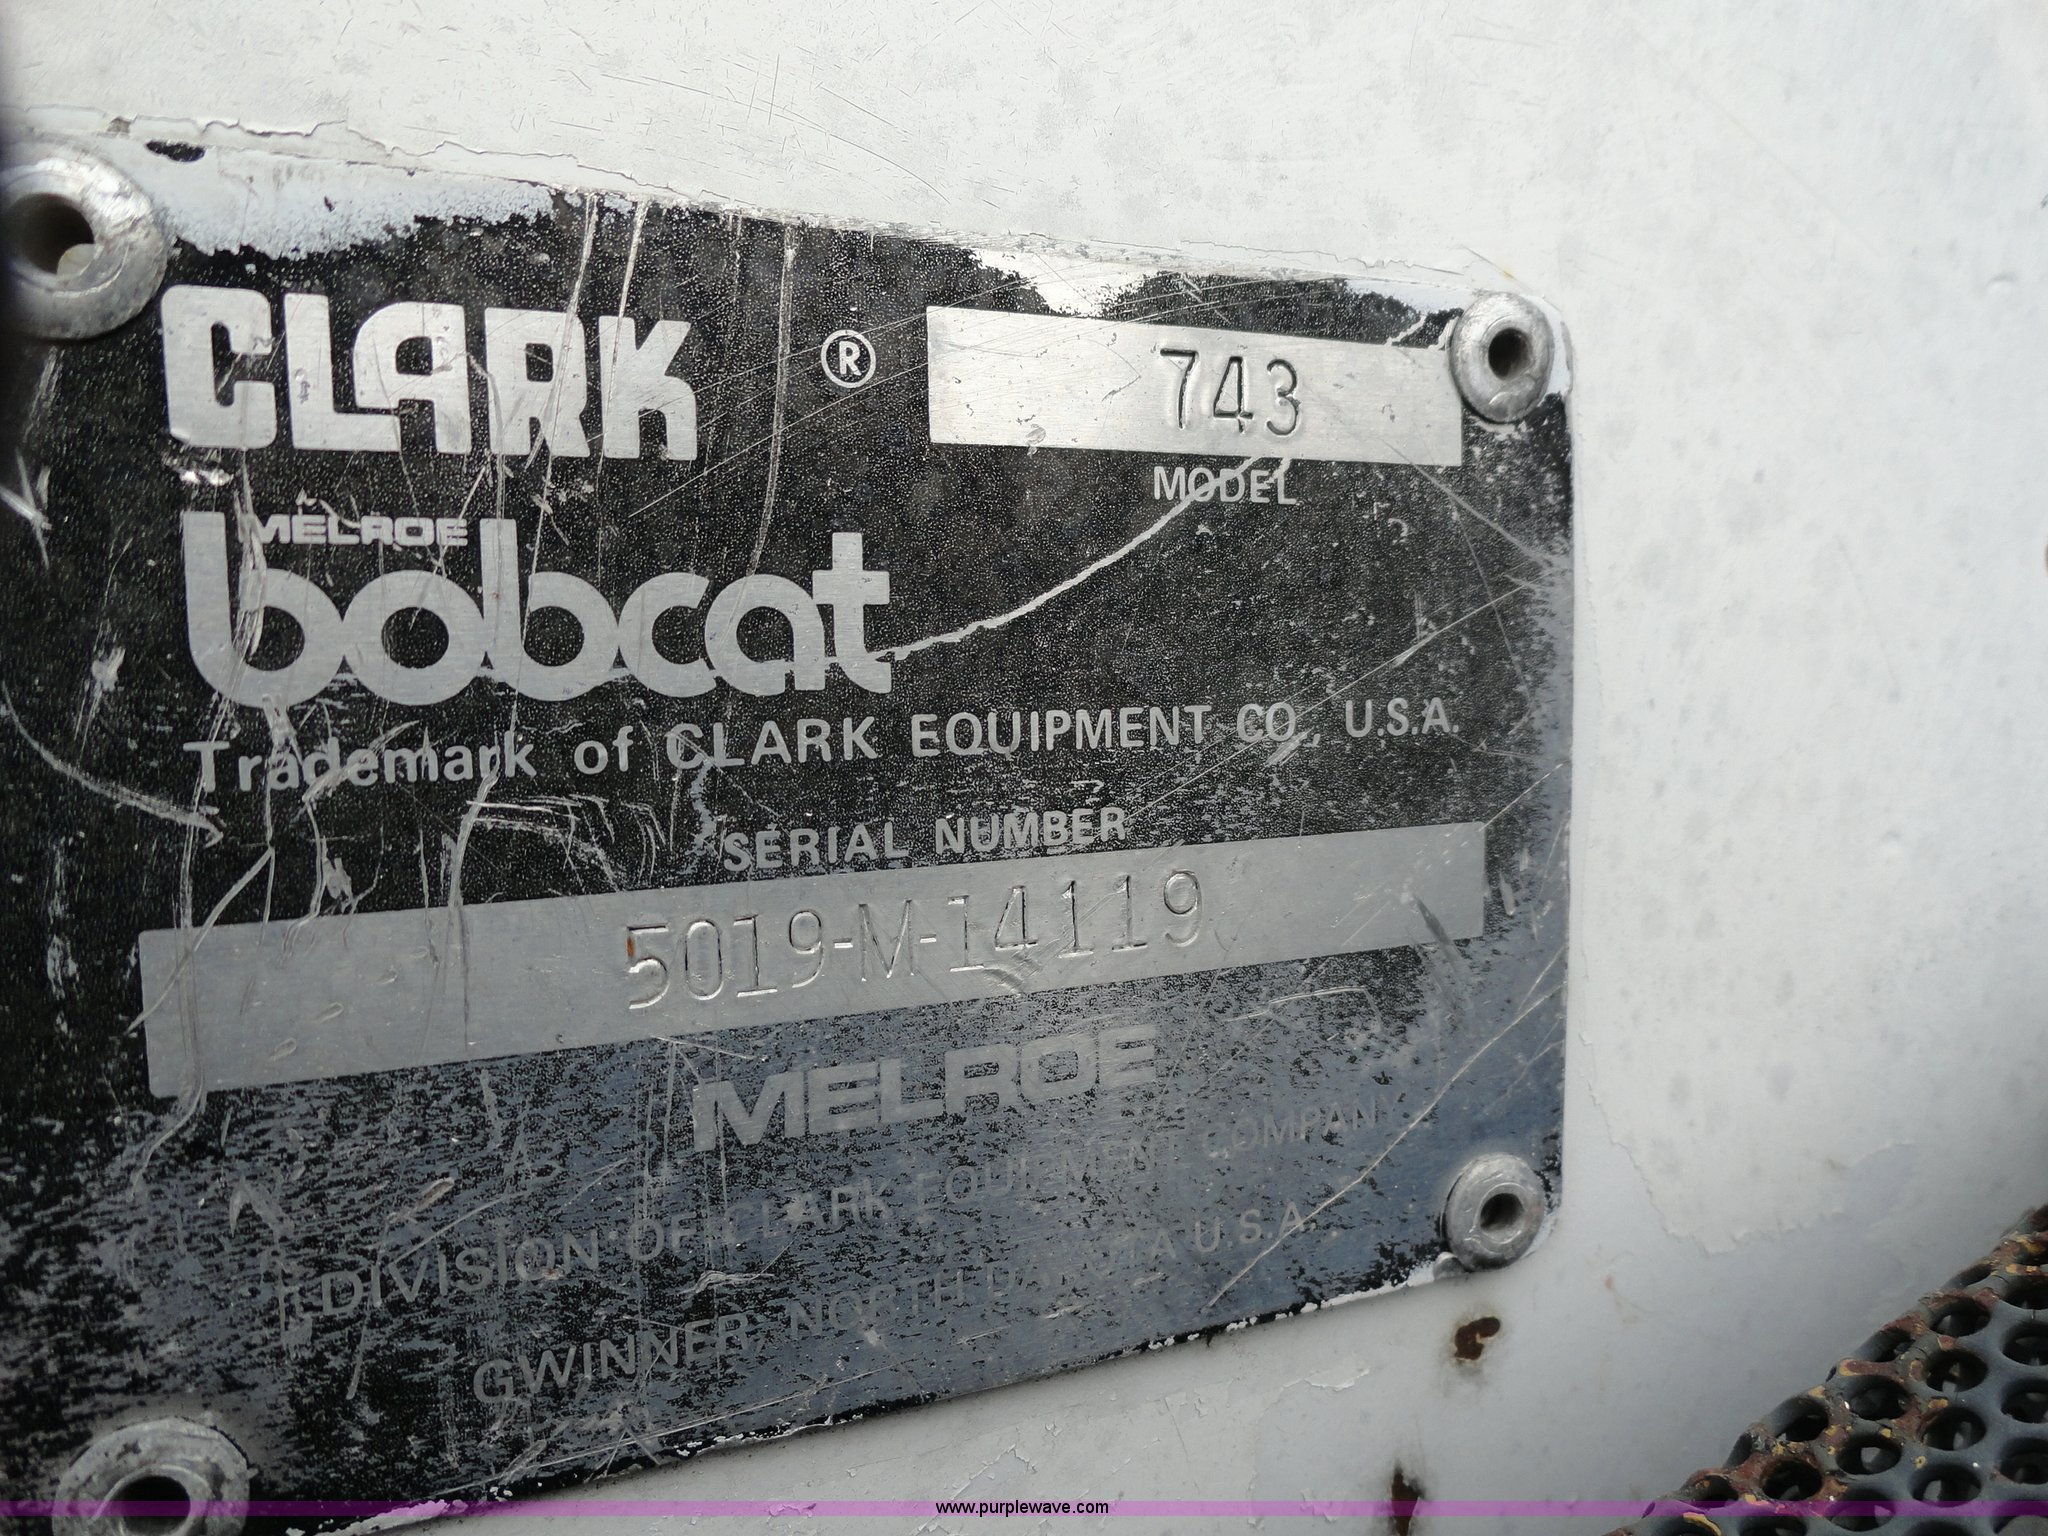 CLARK ® 743
MODEL
MELROE
bobcat
Trademark of CLARK EQUIPMENT CO., U.S.A.
SERIAL NUMBER
5019-M-14119
MELROE
DIVISION OF CLARK EQUIPMENT COMPANY
GWINNER, NORTH DAKOTA U.S.A.
www.purplewave.com